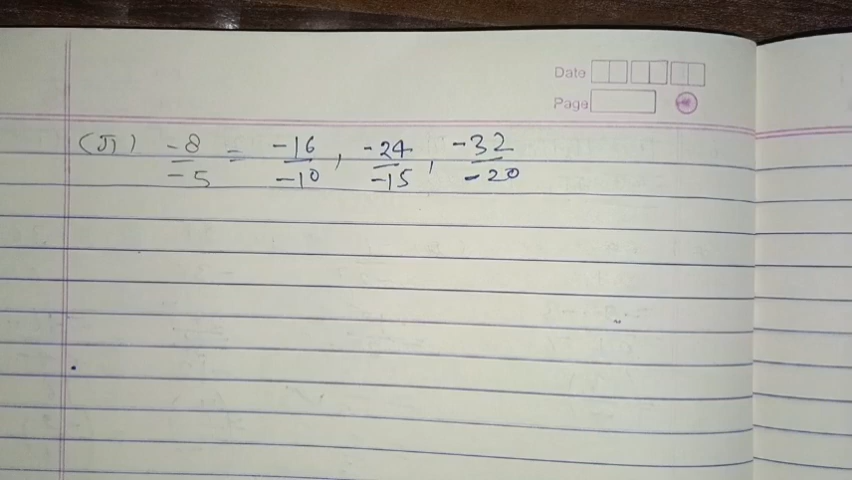 Date
Page
(J) -8/-5 = -16/-10, -24/-15, -32/-20